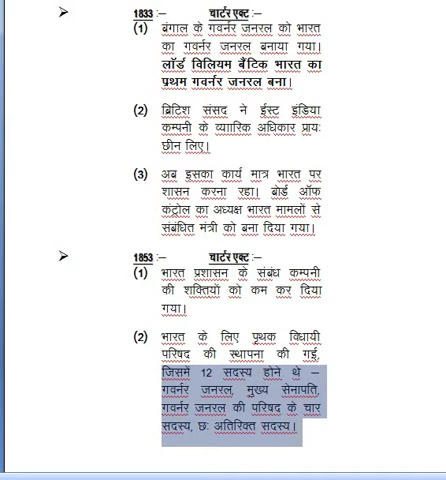 ➢ 1833 :– चार्टर एक्ट :–
(1) बंगाल के गवर्नर जनरल को भारत
का गवर्नर जनरल बनाया गया।
लॉर्ड विलियम बैंटिक भारत का
प्रथम गवर्नर जनरल बना।
(2) ब्रिटिश संसद ने ईस्ट इंडिया
कम्पनी के व्याारिक अधिकार प्रायः
छीन लिए।
(3) अब इसका कार्य मात्र भारत पर
शासन करना रहा। बोर्ड ऑफ
कंट्रोल का अध्यक्ष भारत मामलों से
संबंधित मंत्री को बना दिया गया।
➢ 1853 :– चार्टर एक्ट :–
(1) भारत प्रशासन के संबंध कम्पनी
की शक्तियों को कम कर दिया
गया।
(2) भारत के लिए पृथक विधायी
परिषद की स्थापना की गई,
जिसमें 12 सदस्य होने थे –
गवर्नर जनरल, मुख्य सेनापति,
गवर्नर जनरल की परिषद के चार
सदस्य, छः अतिरिक्त सदस्य।